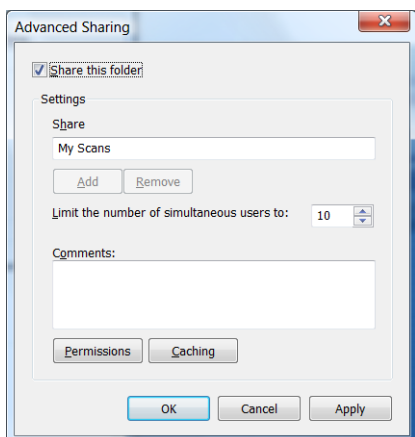 Advanced Sharing
Share this folder
Settings
Share
My Scans
Add Remove
Limit the number of simultaneous users to: 10
Comments:
Permissions Caching
OK Cancel Apply